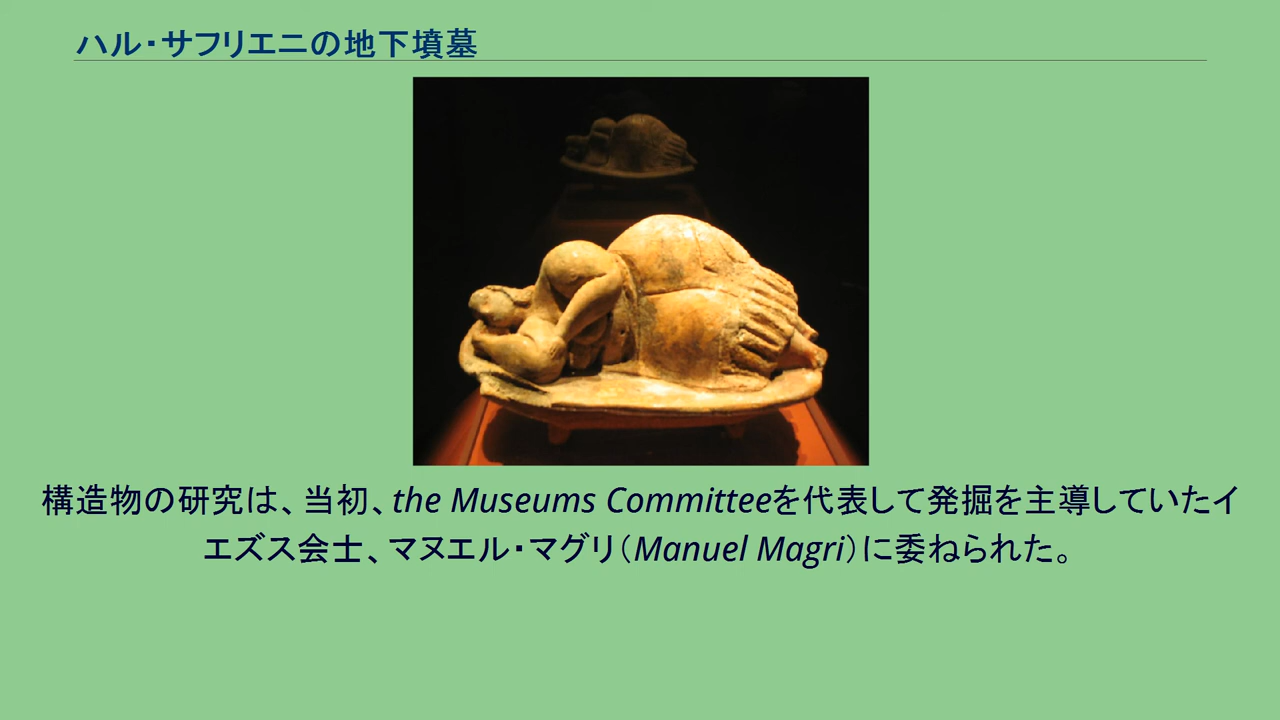 ハル・サフリエニの地下墳墓
構造物の研究は、当初、the Museums Committeeを代表して発掘を主導していたイ
エズス会士、マヌエル・マグリ（Manuel Magri）に委ねられた。